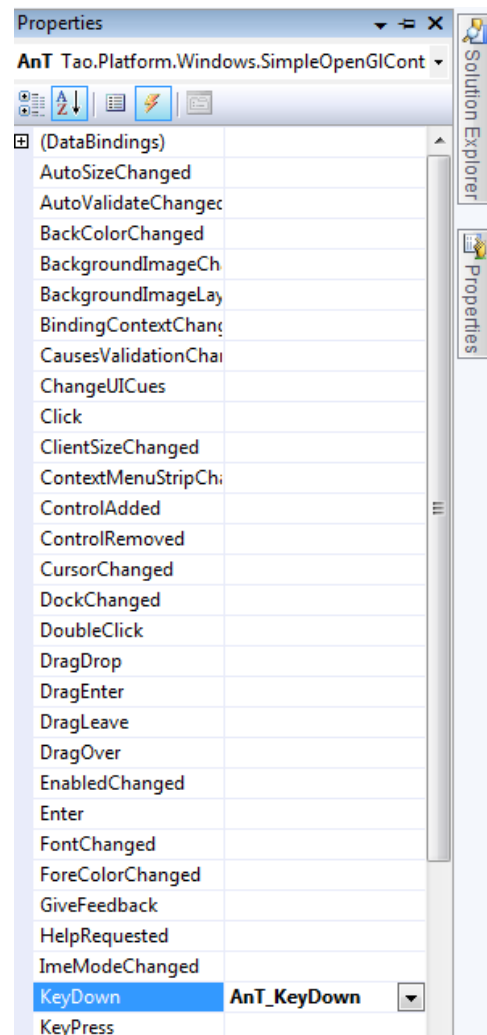 Properties
AnT Tao.Platform.Windows.SimpleOpenGlCont
(DataBindings)
AutoSizeChanged
AutoValidateChanged
BackColorChanged
BackgroundImageCh
BackgroundImageLay
BindingContextChang
CausesValidationChan
ChangeUICues
Click
ClientSizeChanged
ContextMenuStripCha
ControlAdded
ControlRemoved
CursorChanged
DockChanged
DoubleClick
DragDrop
DragEnter
DragLeave
DragOver
EnabledChanged
Enter
FontChanged
ForeColorChanged
GiveFeedback
HelpRequested
ImeModeChanged
KeyDown AnT_KeyDown
KeyPress
Solution Explorer
Properties